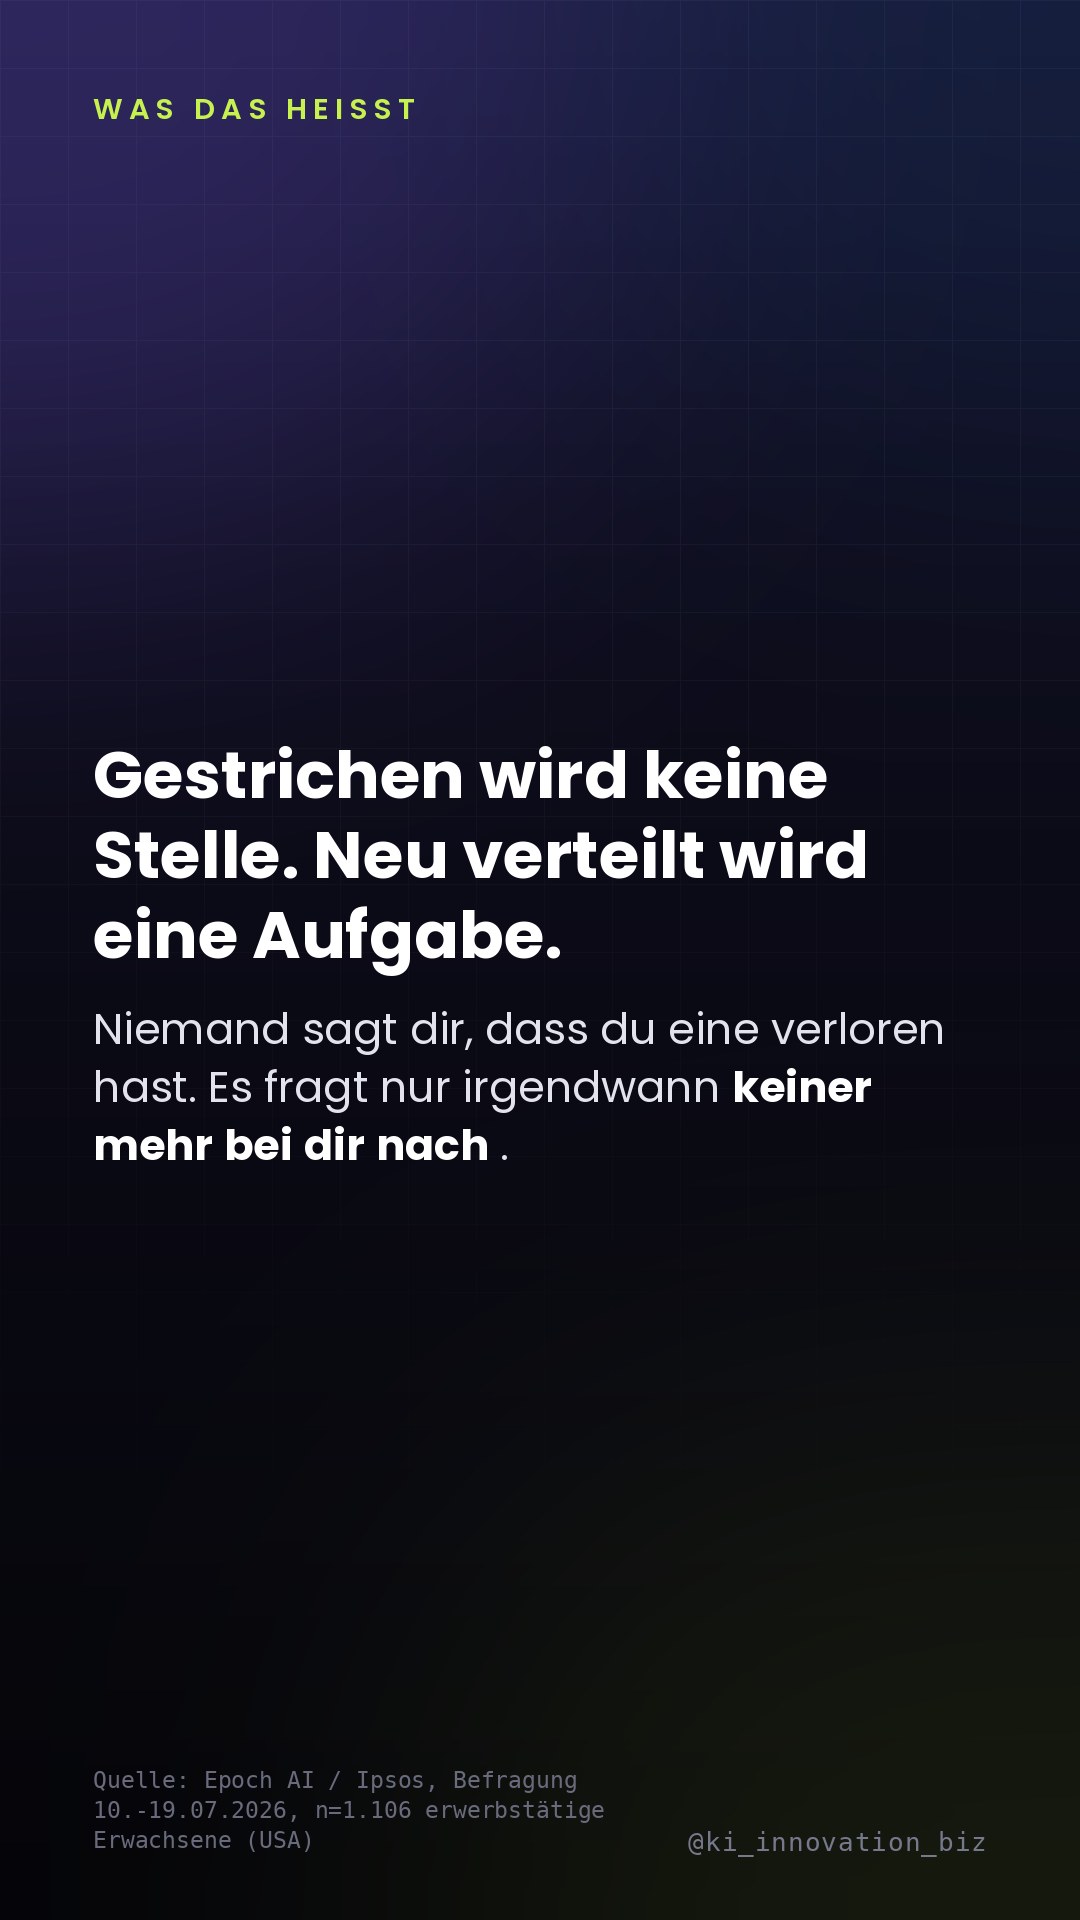 WAS DAS HEISST
Gestrichen wird keine
Stelle. Neu verteilt wird
eine Aufgabe.
Niemand sagt dir, dass du eine verloren
hast. Es fragt nur irgendwann keiner
mehr bei dir nach .
Quelle: Epoch AI / Ipsos, Befragung
10.-19.07.2026, n=1.106 erwerbstätige
Erwachsene (USA)
@ki_innovation_biz